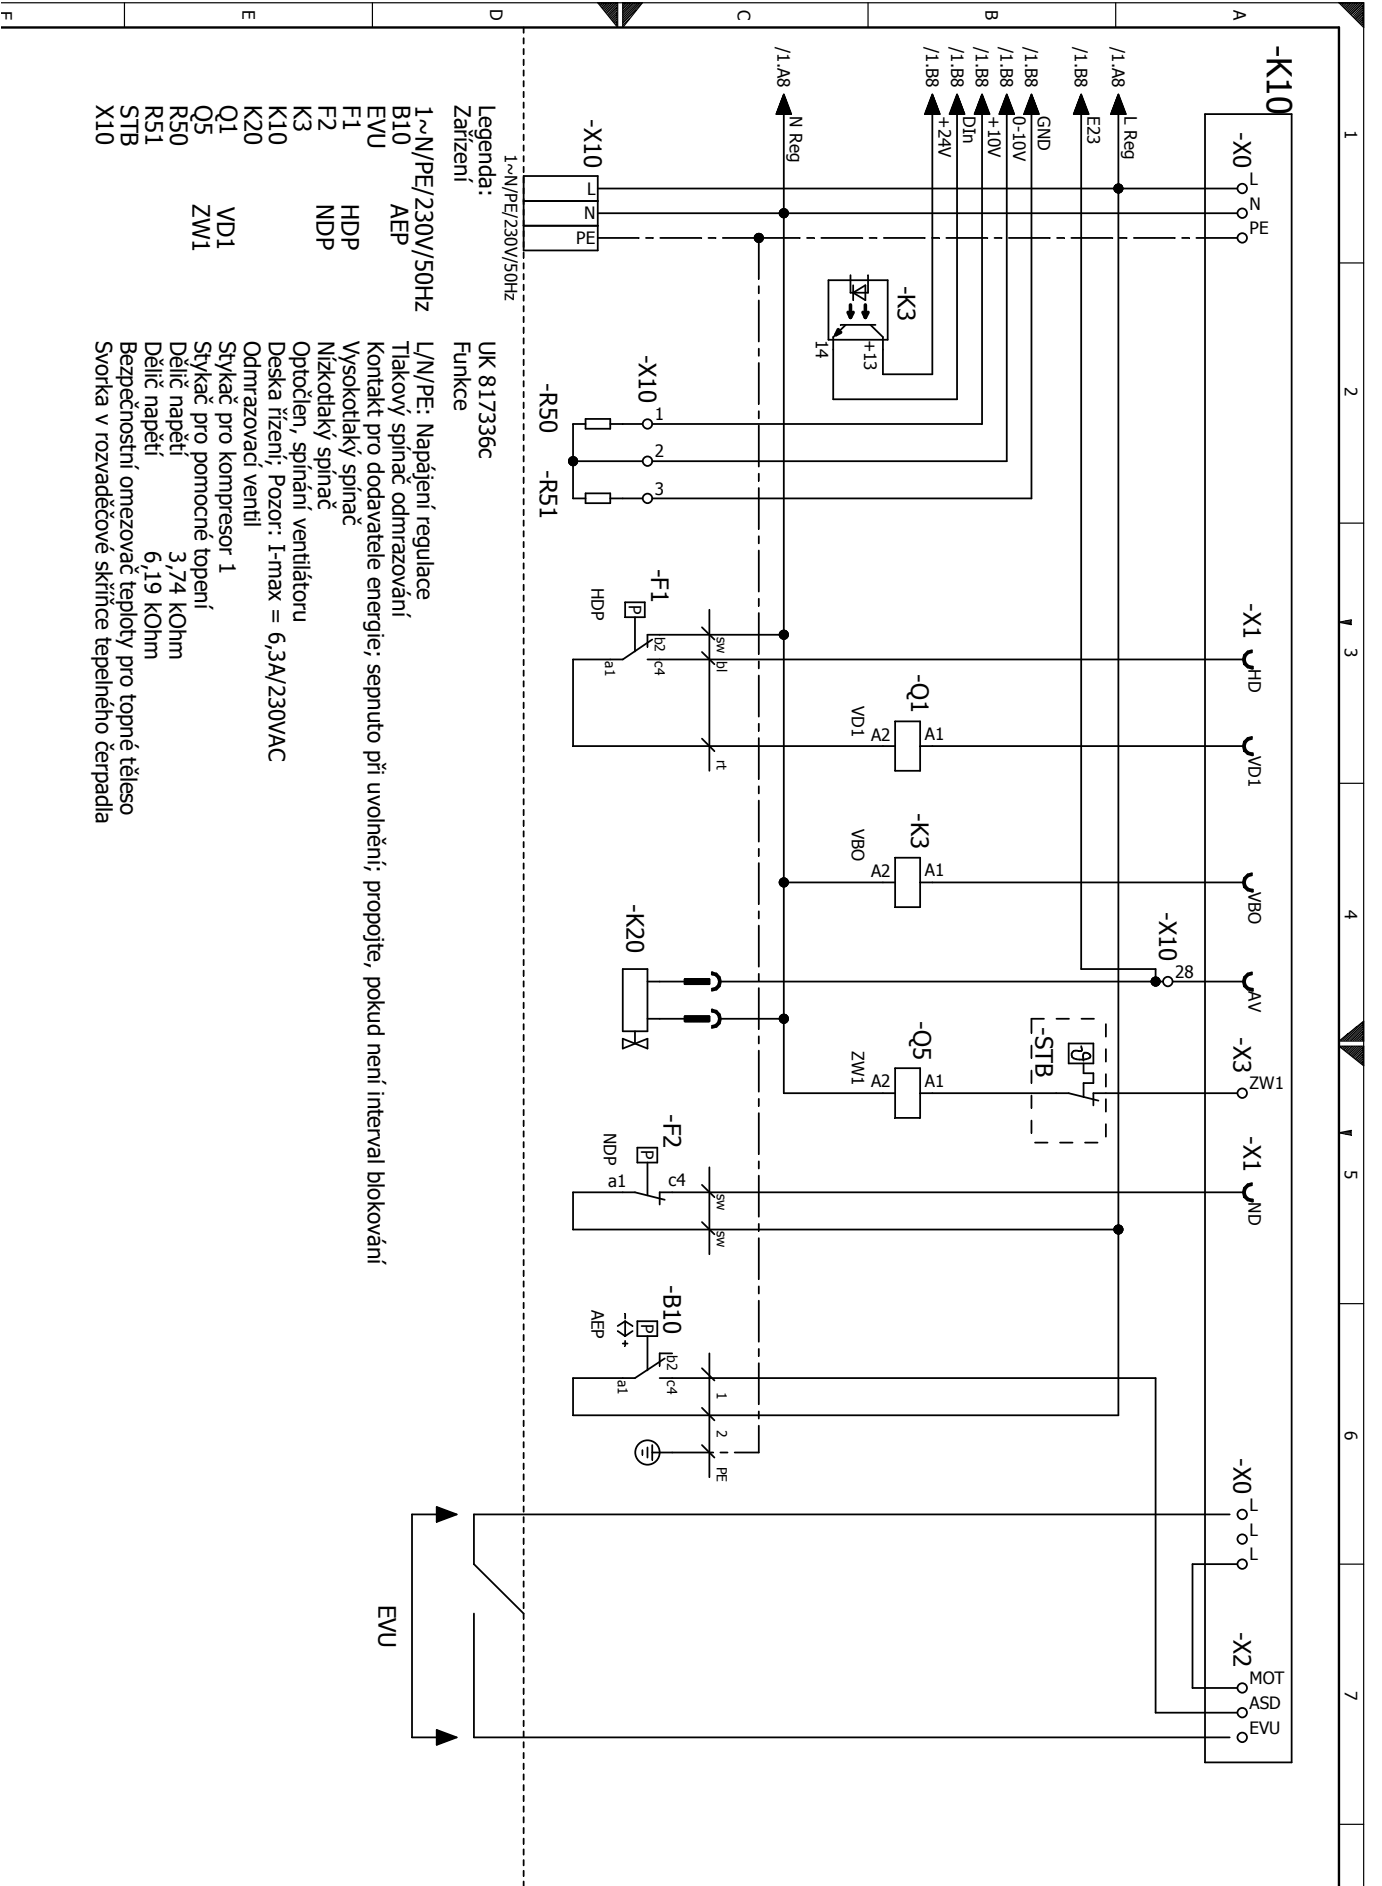 1
2
3
4
5
6
7
A
B
C
D
E
F
-K10
-X0
L
N
PE
-X1
HD
VD1
VBO
AV
-X3
ZW1
-X1
ND
-X0
L
L
L
-X2
MOT
ASD
EVU
/1.A8
L Reg
/1.B8
E23
/1.B8
GND
/1.B8
0-10V
/1.B8
+10V
/1.B8
DIn
/1.B8
+24V
/1.A8
N Reg
-X10
28
-STB
ϑ
-K3
+13
14
-Q1
A1
A2
VD1
-K3
A1
A2
VBO
-Q5
A1
A2
ZW1
-X10
1
2
3
-R50
-R51
-F1
P
HDP
b2
c4
a1
sw
bl
rt
-K20
-F2
P
NDP
a1
c4
sw
sw
-B10
P
- +
AEP
b2
c4
a1
1
2
PE
-X10
L
N
PE
1~N/PE/230V/50Hz
EVU
Legenda: UK 817336c
Zařízení Funkce
1~N/PE/230V/50Hz L/N/PE: Napájení regulace
B10 AEP Tlakový spínač odmrazování
EVU Kontakt pro dodavatele energie; sepnuto při uvolnění; propojte, pokud není interval blokování
F1 HDP Vysokotlaký spínač
F2 NDP Nízkotlaký spínač
K3 Optočlen, spínání ventilátoru
K10 Deska řízení; Pozor: I-max = 6,3A/230VAC
K20 Odmrazovací ventil
Q1 VD1 Stykač pro kompresor 1
Q5 ZW1 Stykač pro pomocné topení
R50 Dělič napětí 3,74 kOhm
R51 Dělič napětí 6,19 kOhm
STB Bezpečnostní omezovač teploty pro topné těleso
X10 Svorka v rozvaděčové skříňce tepelného čerpadla